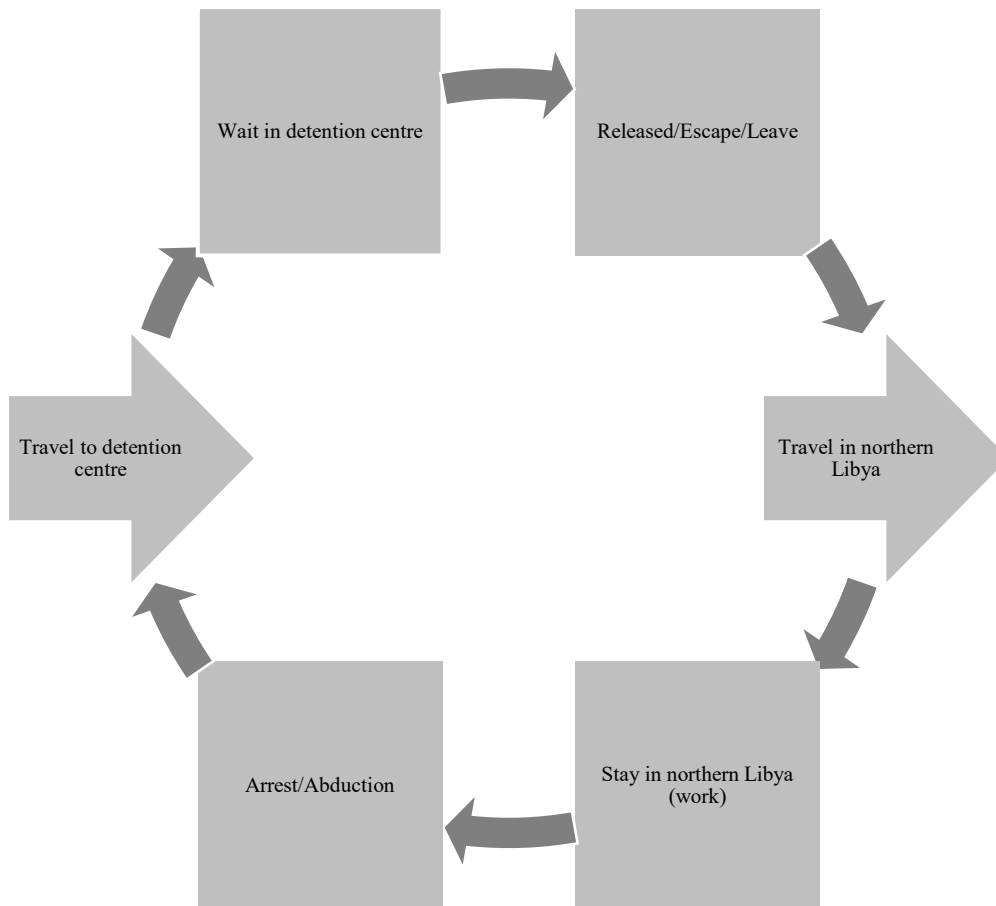 Wait in detention centre
Released/Escape/Leave
Travel to detention
centre
Travel in northern
Libya
Arrest/Abduction
Stay in northern Libya
(work)